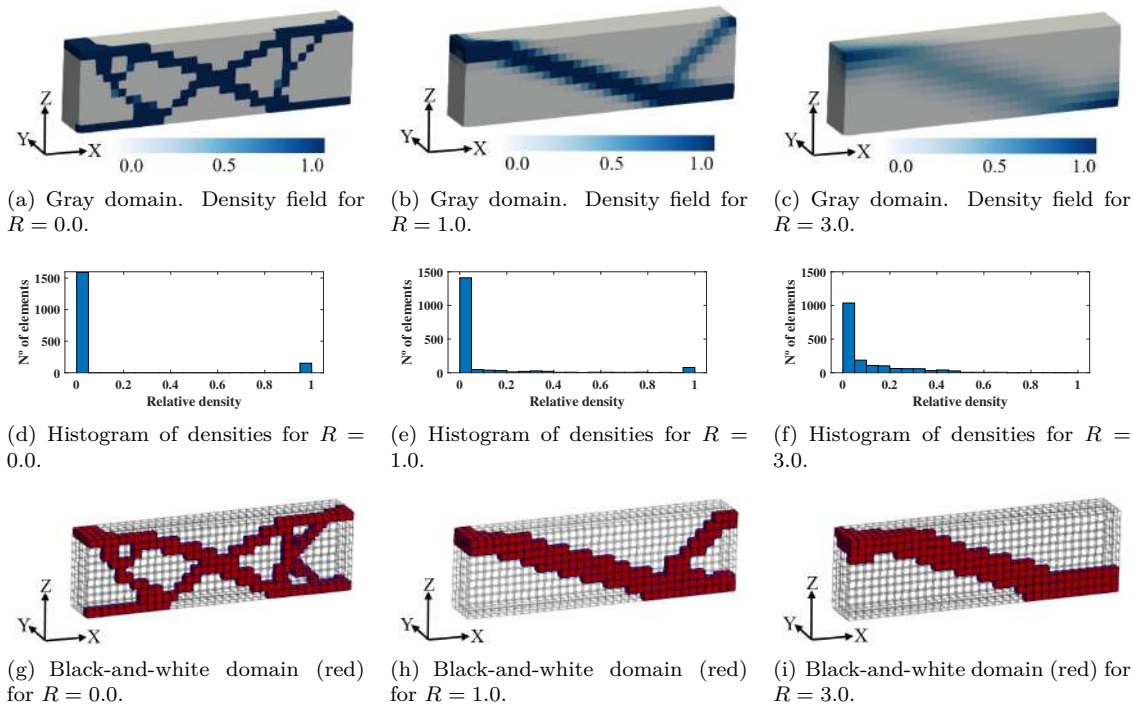 Z
Y
X
0.0 0.5 1.0
Z
Y
X
0.0 0.5 1.0
Z
Y
X
0.0 0.5 1.0
(a) Gray domain. Density field for
R = 0.0.
(b) Gray domain. Density field for
R = 1.0.
(c) Gray domain. Density field for
R = 3.0.
1500
1000
500
0
Nº of elements
0 0.2 0.4 0.6 0.8 1
Relative density
1500
1000
500
0
Nº of elements
0 0.2 0.4 0.6 0.8 1
Relative density
1500
1000
500
0
Nº of elements
0 0.2 0.4 0.6 0.8 1
Relative density
(d) Histogram of densities for R =
0.0.
(e) Histogram of densities for R =
1.0.
(f) Histogram of densities for R =
3.0.
Z
Y
X
Z
Y
X
Z
Y
X
(g) Black-and-white domain (red)
for R = 0.0.
(h) Black-and-white domain (red)
for R = 1.0.
(i) Black-and-white domain (red) for
R = 3.0.